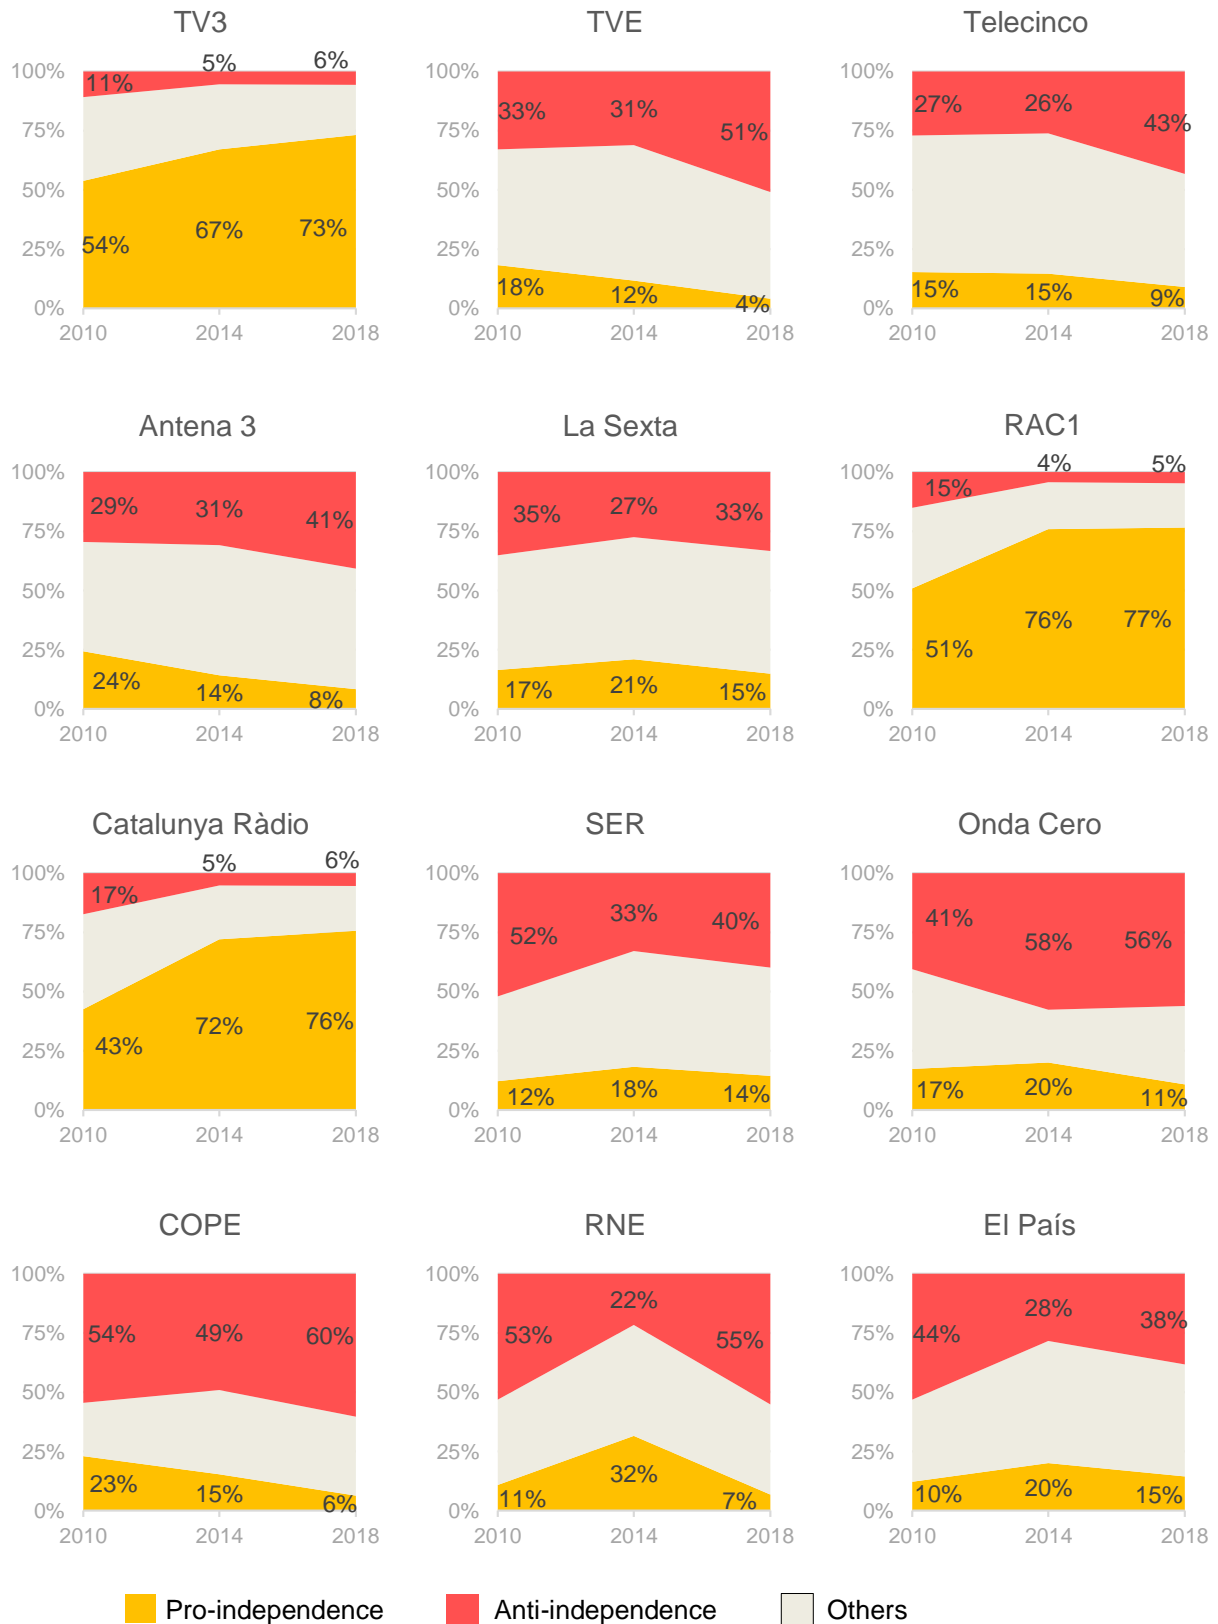 TV3 TVE Telecinco
5% 6%
100% 100% 100%
11% 33% 31% 51% 27% 26% 43%
75% 75% 75%
50% 50% 50%
54% 67% 73%
25% 25% 25%
18% 12% 4% 15% 15% 9%
0% 0% 0%
2010 2014 2018 2010 2014 2018 2010 2014 2018
Antena 3 La Sexta RAC1
4% 5%
100% 100% 100%
29% 31% 41% 35% 27% 33% 15%
75% 75% 75%
50% 50% 50%
51% 76% 77%
25% 25% 25%
24% 14% 8% 17% 21% 15%
0% 0% 0%
2010 2014 2018 2010 2014 2018 2010 2014 2018
Catalunya Ràdio SER Onda Cero
5% 6%
100% 100% 100%
17% 52% 33% 40% 41% 58% 56%
75% 75% 75%
50% 50% 50%
43% 72% 76%
25% 25% 25%
12% 18% 14% 17% 20% 11%
0% 0% 0%
2010 2014 2018 2010 2014 2018 2010 2014 2018
COPE RNE El País
100% 100% 100%
54% 49% 60% 53% 22% 55% 44% 28% 38%
75% 75% 75%
50% 50% 50%
25% 25% 25%
23% 15% 6% 11% 32% 7% 10% 20% 15%
0% 0% 0%
2010 2014 2018 2010 2014 2018 2010 2014 2018
Pro-independence Anti-independence Others